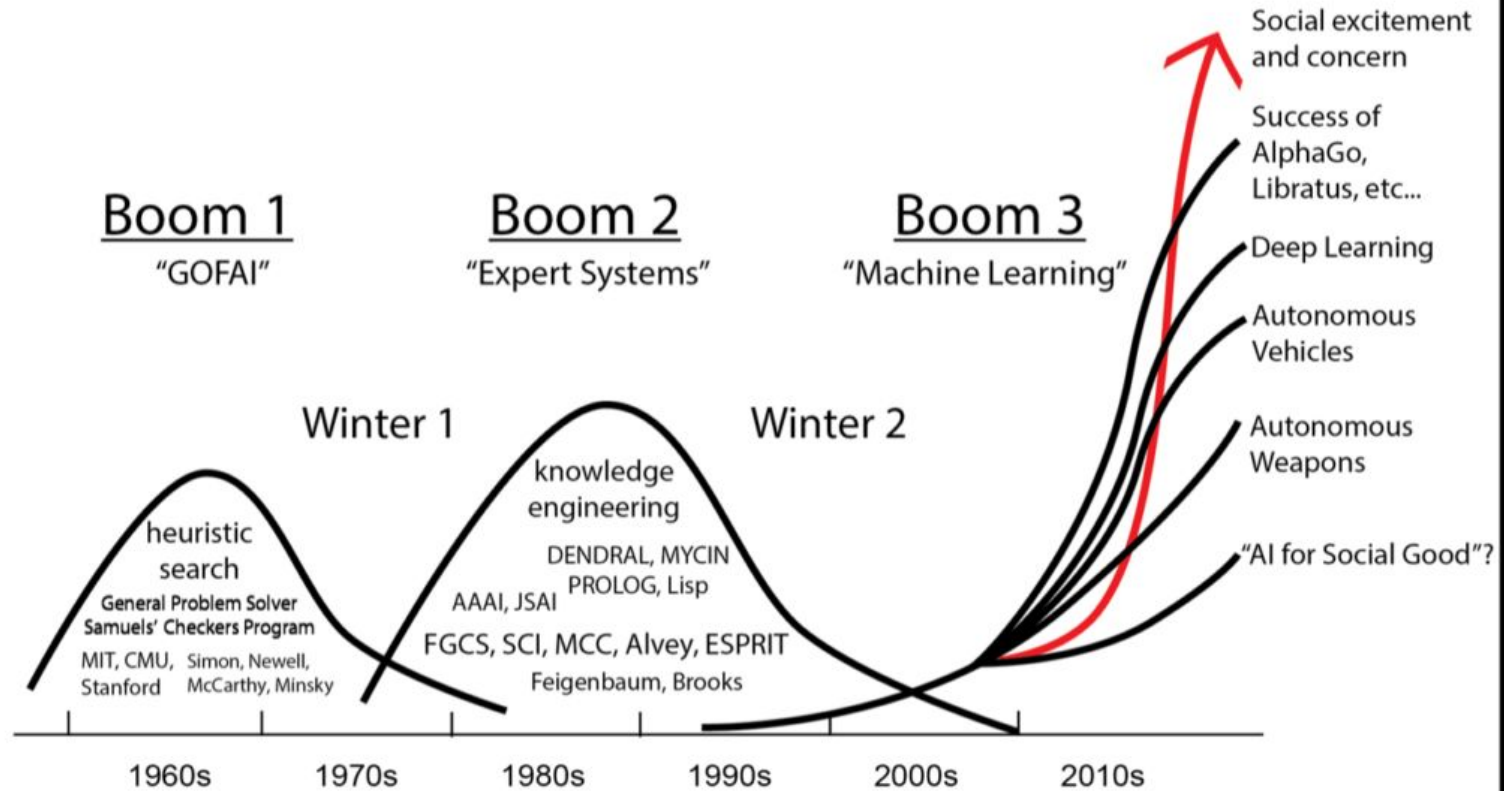 Social excitement
and concern
Success of
AlphaGo,
Libratus, etc...
Deep Learning
Autonomous
Vehicles
Autonomous
Weapons
“AI for Social Good”?
Boom 1
“GOFAI”
Boom 2
“Expert Systems”
Boom 3
“Machine Learning”
Winter 1
Winter 2
heuristic
search
General Problem Solver
Samuels’ Checkers Program
MIT, CMU,
Stanford
Simon, Newell,
McCarthy, Minsky
knowledge
engineering
DENDRAL, MYCIN
PROLOG, Lisp
AAAI, JSAI
FGCS, SCI, MCC, Alvey, ESPRIT
Feigenbaum, Brooks
1960s 1970s 1980s 1990s 2000s 2010s